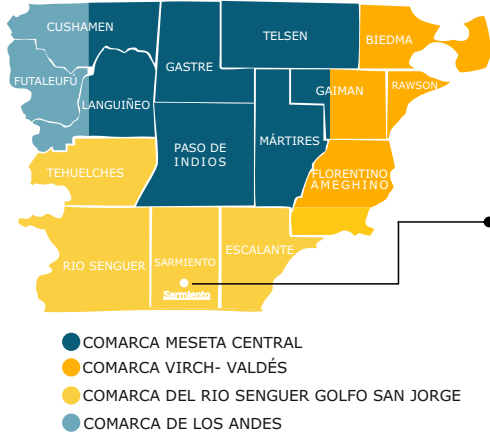 CUSHAMEN
TELSEN
BIEDMA
GASTRE
FUTALEUFÚ
LANGUIÑEO
GAIMAN
RAWSON
PASO DE
INDIOS
MÁRTIRES
TEHUELCHES
FLORENTINO
AMEGHINO
RIO SENGUER
SARMIENTO
ESCALANTE
Sarmiento
COMARCA MESETA CENTRAL
COMARCA VIRCH- VALDÉS
COMARCA DEL RIO SENGUER GOLFO SAN JORGE
COMARCA DE LOS ANDES